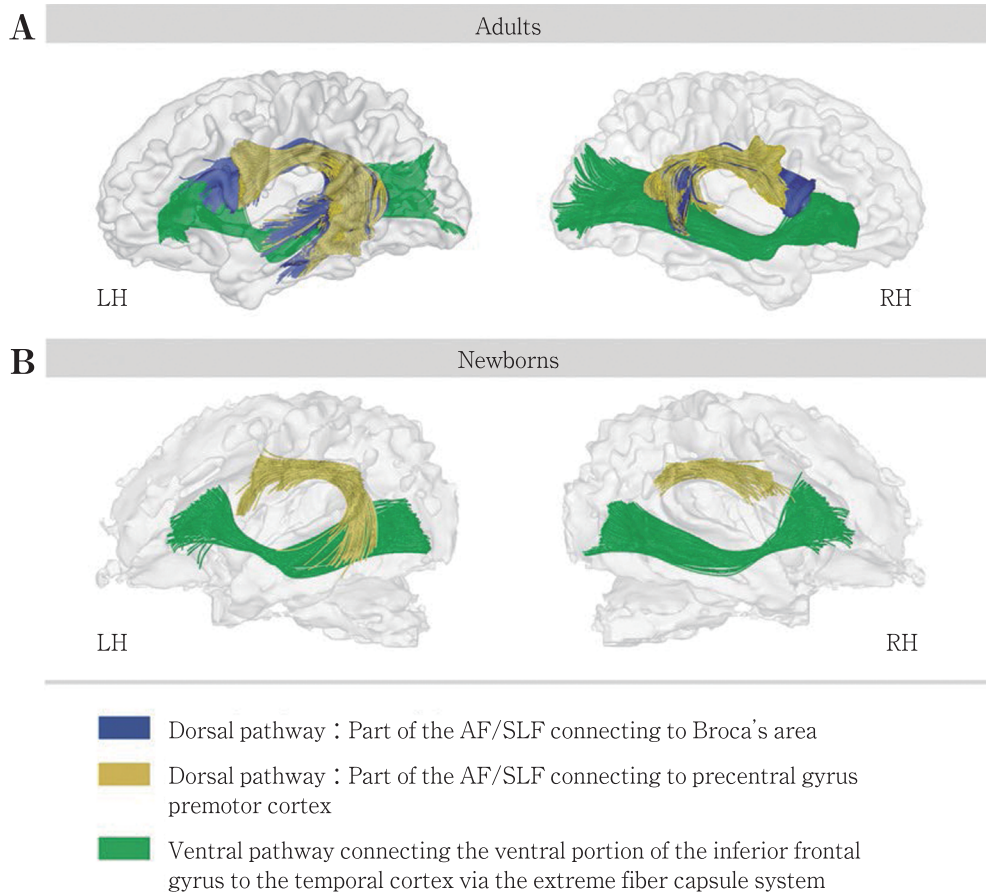 A
Adults
LH
RH
B
Newborns
LH
RH
Dorsal pathway：Part of the AF/SLF connecting to Broca's area
Dorsal pathway：Part of the AF/SLF connecting to precentral gyrus
premotor cortex
Ventral pathway connecting the ventral portion of the inferior frontal
gyrus to the temporal cortex via the extreme fiber capsule system